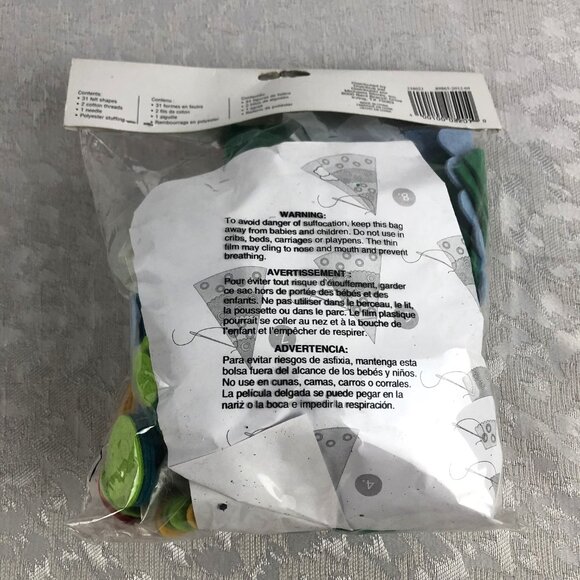 Contents:
• 31 felt shapes
• 2 cotton threads
• 1 needle
• Polyester stuffing
Contenu :
• 31 formes en feutre
• 2 fils de coton
• 1 aiguille
• Rembourrage en polyester
8.
WARNING:
To avoid danger of suffocation, keep this bag
away from babies and children. Do not use in
cribs, beds, carriages or playpens. The thin
film may cling to nose and mouth and prevent
breathing.
AVERTISSEMENT :
Pour éviter tout risque d'étouffement, garder
ce sac hors de portée des bébés et des
enfants. Ne pas utiliser dans le berceau, le lit,
la poussette ou dans le parc. Le film plastique
pourrait se coller au nez et à la bouche de
l'enfant et l'empêcher de respirer.
ADVERTENCIA:
Para evitar riesgos de asfixia, mantenga esta
bolsa fuera del alcance de los bebés y niños.
No use en cunas, camas, carros o corrales.
La película delgada se puede pegar en la
nariz o la boca e impedir la respiración.
4.